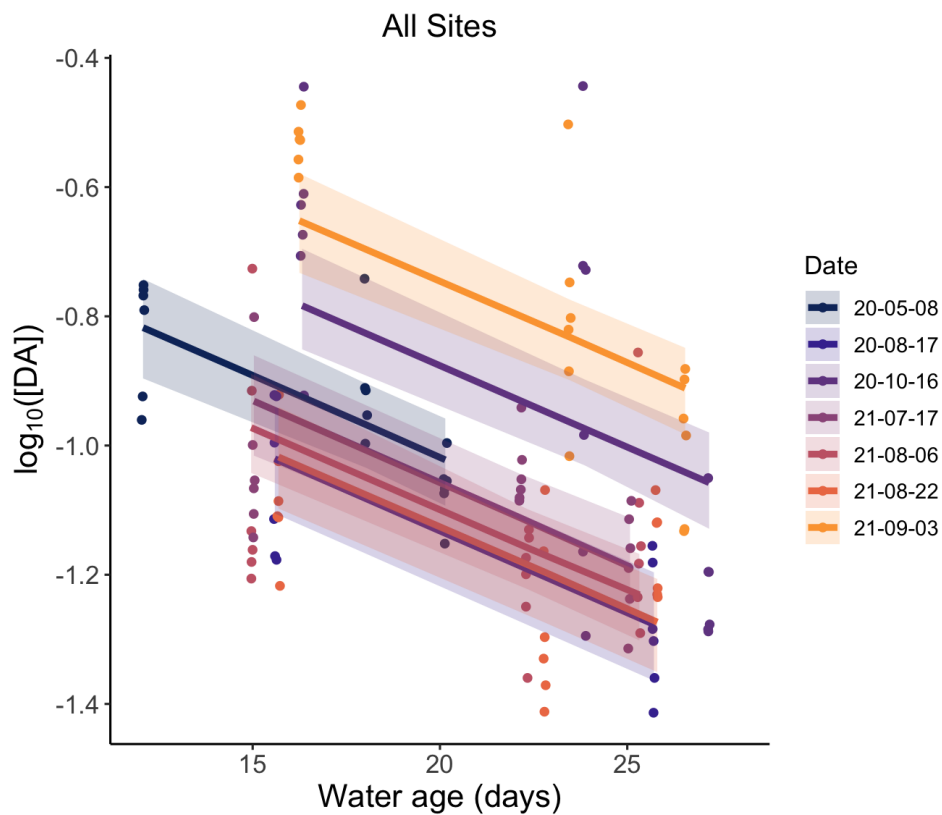 All Sites
log₁₀([DA])
-0.4
-0.6
-0.8
-1.0
-1.2
-1.4
15 20 25
Water age (days)
Date
20-05-08
20-08-17
20-10-16
21-07-17
21-08-06
21-08-22
21-09-03